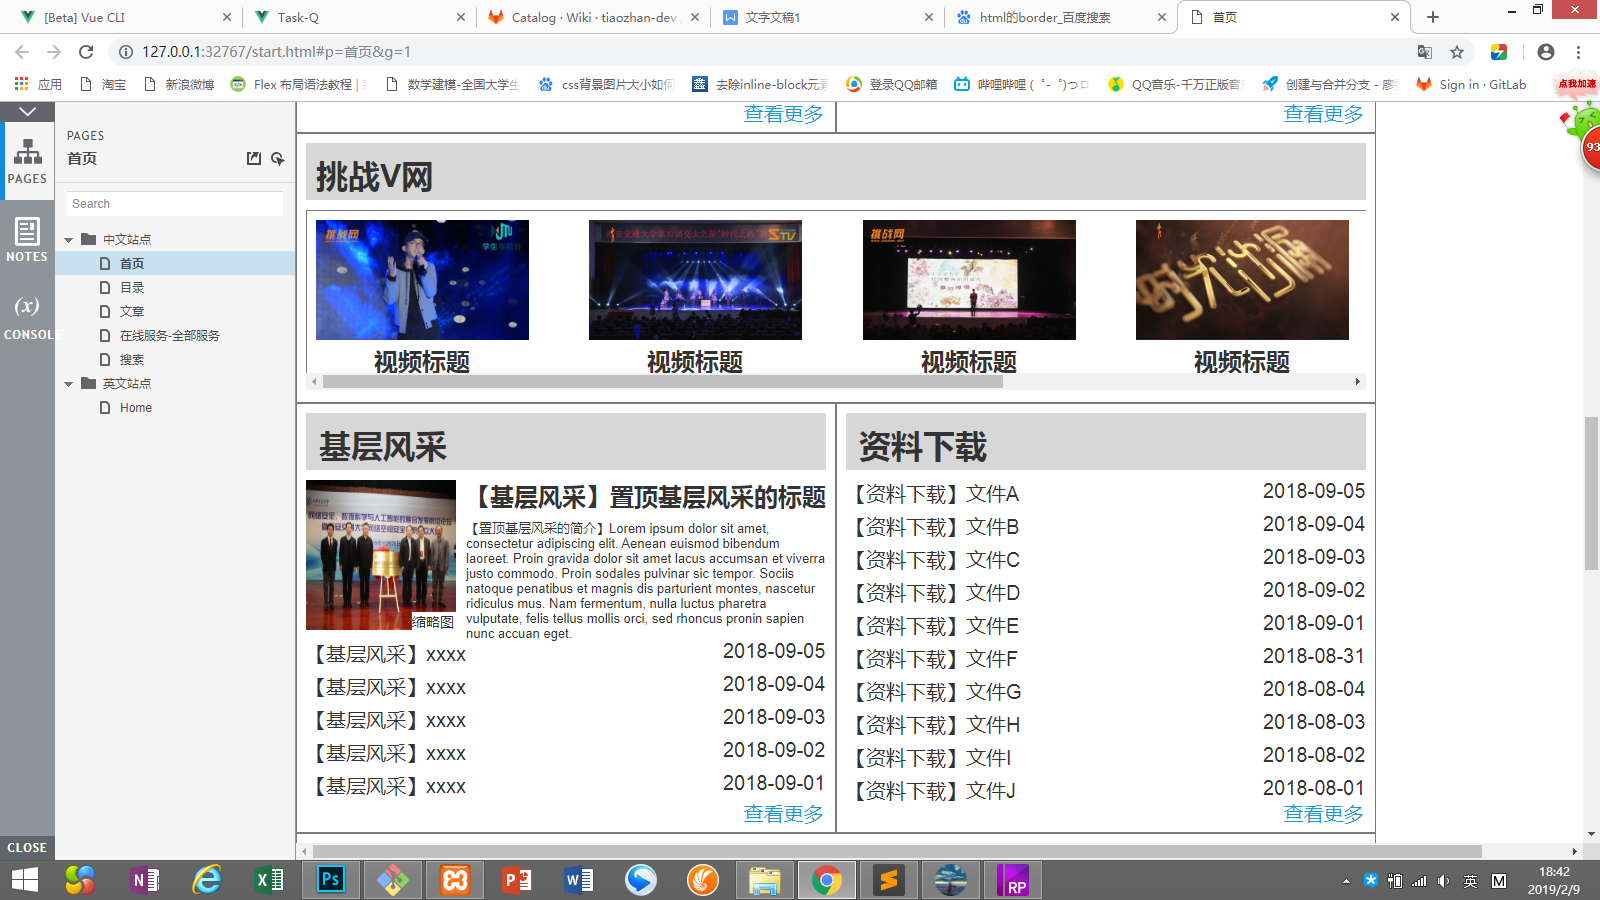 [Beta] Vue CLI
Task-Q
Catalog · Wiki · tiaozhan-dev
文字文稿1
html的border_百度搜索
首页
127.0.0.1:32767/start.html#p=首页&g=1
应用
淘宝
新浪微博
Flex 布局语法教程 |
数学建模-全国大学生
css背景图片大小如何
去除inline-block元素
登录QQ邮箱
哔哩哔哩 ( ゜- ゜)つロ
QQ音乐-千万正版音
创建与合并分支 - 廖
Sign in · GitLab
点我加速
93
PAGES
NOTES
(x)
CONSOLE
CLOSE
PAGES
首页
Search
中文站点
首页
目录
文章
在线服务-全部服务
搜索
英文站点
Home
查看更多
查看更多
挑战V网
挑战网
学生电视台
STV
挑战网
视频标题
视频标题
视频标题
视频标题
基层风采
缩略图
【基层风采】置顶基层风采的标题
【置顶基层风采的简介】Lorem ipsum dolor sit amet,
consectetur adipiscing elit. Aenean euismod bibendum
laoreet. Proin gravida dolor sit amet lacus accumsan et viverra
justo commodo. Proin sodales pulvinar sic tempor. Sociis
natoque penatibus et magnis dis parturient montes, nascetur
ridiculus mus. Nam fermentum, nulla luctus pharetra
vulputate, felis tellus mollis orci, sed rhoncus pronin sapien
nunc accuan eget.
【基层风采】xxxx 2018-09-05
【基层风采】xxxx 2018-09-04
【基层风采】xxxx 2018-09-03
【基层风采】xxxx 2018-09-02
【基层风采】xxxx 2018-09-01
查看更多
资料下载
【资料下载】文件A 2018-09-05
【资料下载】文件B 2018-09-04
【资料下载】文件C 2018-09-03
【资料下载】文件D 2018-09-02
【资料下载】文件E 2018-09-01
【资料下载】文件F 2018-08-31
【资料下载】文件G 2018-08-04
【资料下载】文件H 2018-08-03
【资料下载】文件I 2018-08-02
【资料下载】文件J 2018-08-01
查看更多
英
M
18:42
2019/2/9